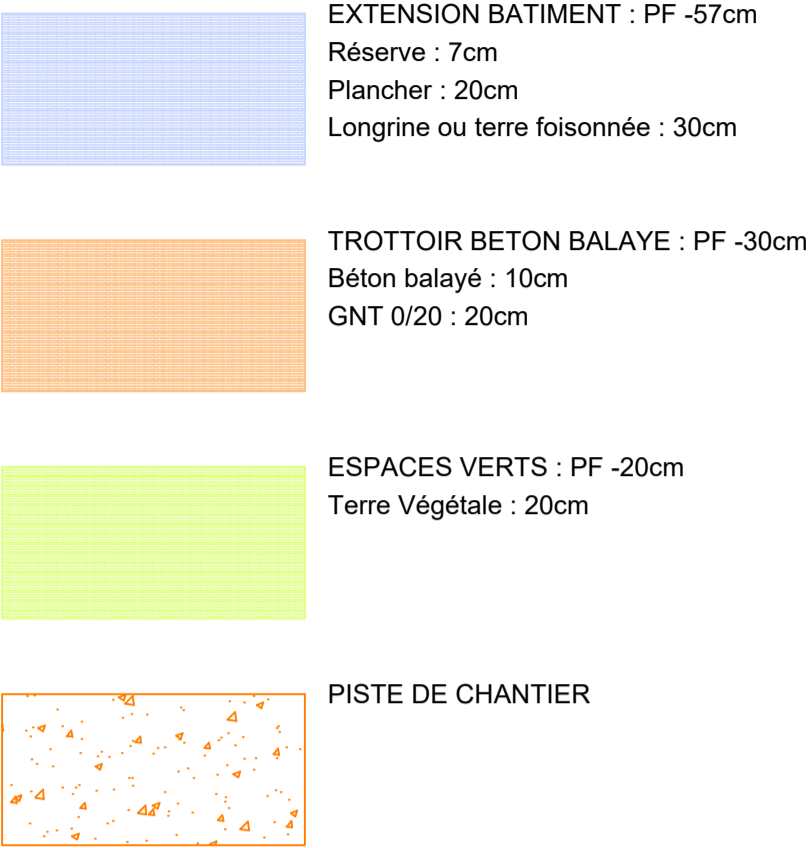 EXTENSION BATIMENT : PF -57cm
Réserve : 7cm
Plancher : 20cm
Longrine ou terre foisonnée : 30cm
TROTTOIR BETON BALAYE : PF -30cm
Béton balayé : 10cm
GNT 0/20 : 20cm
ESPACES VERTS : PF -20cm
Terre Végétale : 20cm
PISTE DE CHANTIER